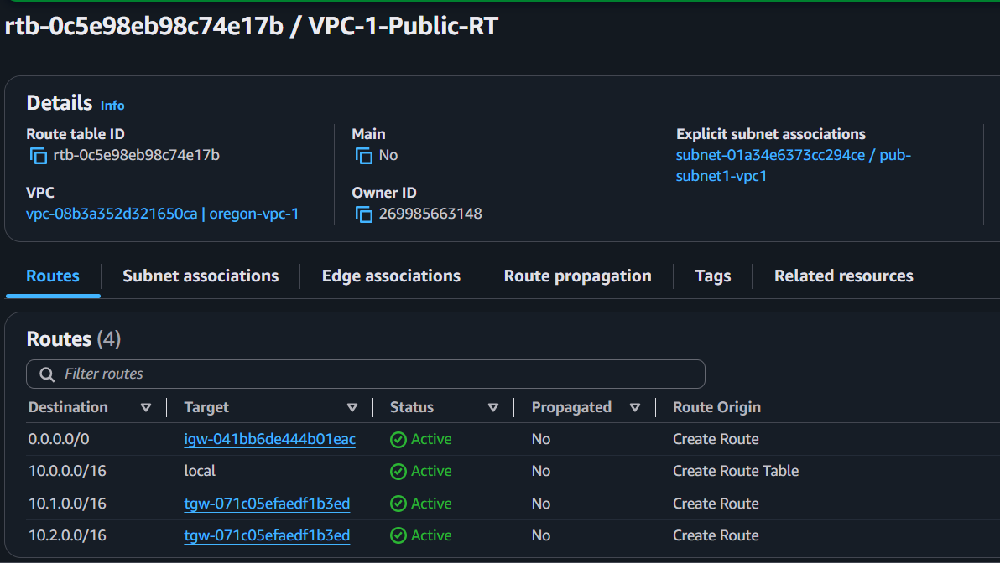 rtb-0c5e98eb98c74e17b / VPC-1-Public-RT
Details Info
Route table ID
rtb-0c5e98eb98c74e17b
VPC
vpc-08b3a352d321650ca | oregon-vpc-1
Main
No
Owner ID
269985663148
Explicit subnet associations
subnet-01a34e6373cc294ce / pub-
subnet1-vpc1
Routes Subnet associations Edge associations Route propagation Tags Related resources
Routes (4)
Filter routes
Destination Target Status Propagated Route Origin
0.0.0.0/0 igw-041bb6de444b01eac Active No Create Route
10.0.0.0/16 local Active No Create Route Table
10.1.0.0/16 tgw-071c05efaedf1b3ed Active No Create Route
10.2.0.0/16 tgw-071c05efaedf1b3ed Active No Create Route